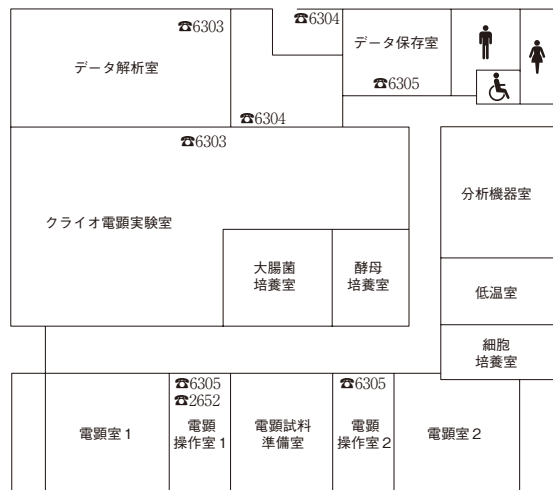 ☎6303
☎6304
データ解析室
データ保存室
☎6305
☎6304
☎6303
クライオ電顕実験室
分析機器室
大腸菌
培養室
酵母
培養室
低温室
細胞
培養室
☎6305
☎2652
☎6305
電顕室1
電顕
操作室1
電顕試料
準備室
電顕
操作室2
電顕室2